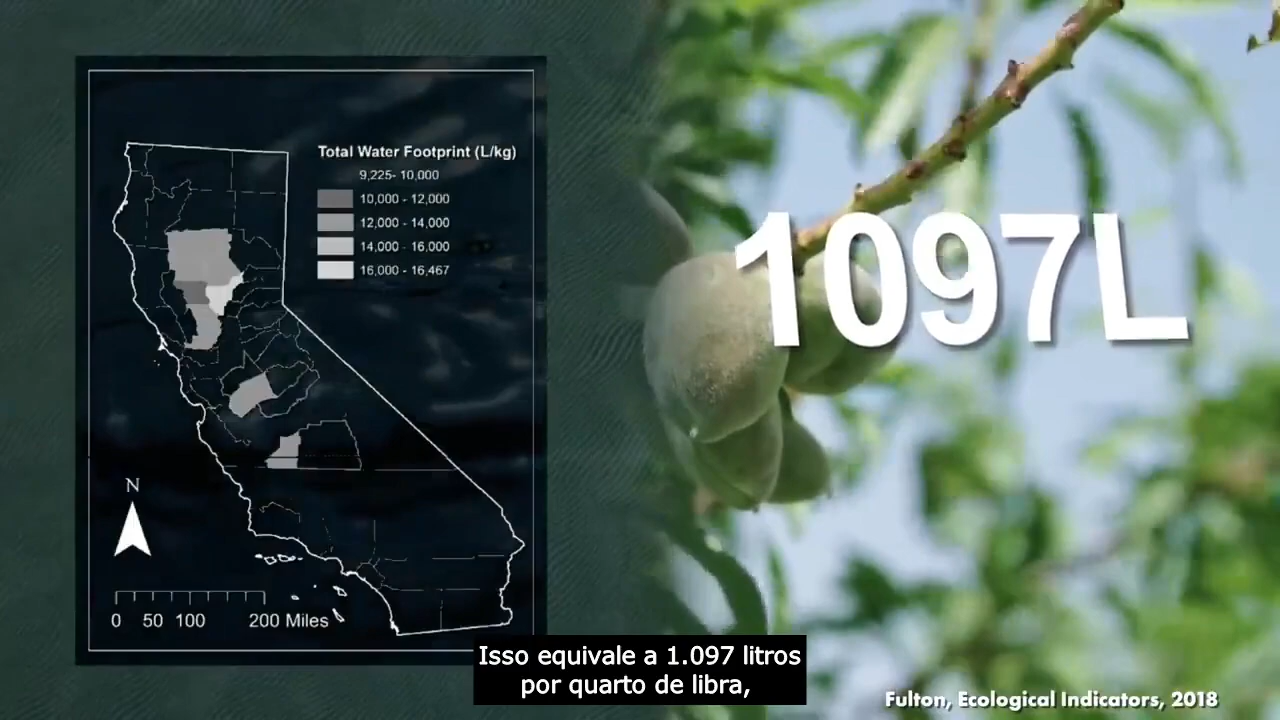 Total Water Footprint (L/kg)
9,225- 10,000
10,000 - 12,000
12,000 - 14,000
14,000 - 16,000
16,000 - 16,467
1097L
N
0 50 100 200 Miles
Isso equivale a 1.097 litros
por quarto de libra,
Fulton, Ecological Indicators, 2018